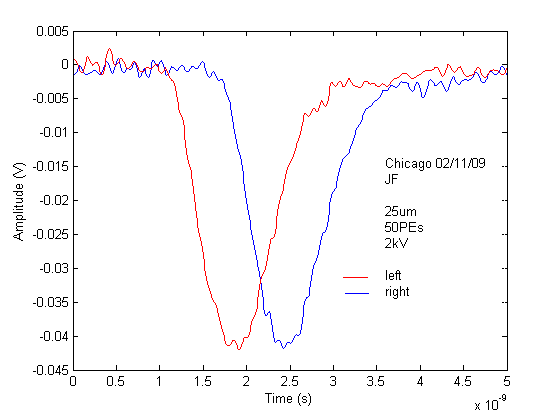 0.005
0
-0.005
-0.01
-0.015
-0.02
-0.025
-0.03
-0.035
-0.04
-0.045
Amplitude (V)
Chicago 02/11/09
JF
25um
50PEs
2kV
left
right
0 0.5 1 1.5 2 2.5 3 3.5 4 4.5 5
Time (s)
x 10^-9